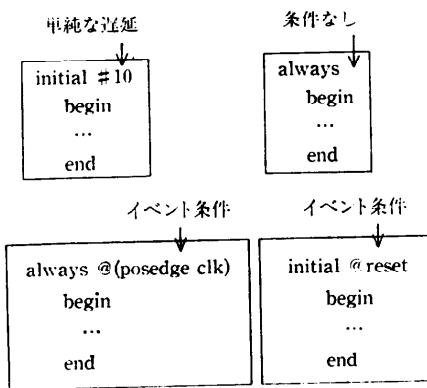 単純な遅延
条件なし
initial #10
begin
...
end
always
begin
...
end
イベント条件
イベント条件
always @(posedge clk)
begin
...
end
initial @reset
begin
...
end